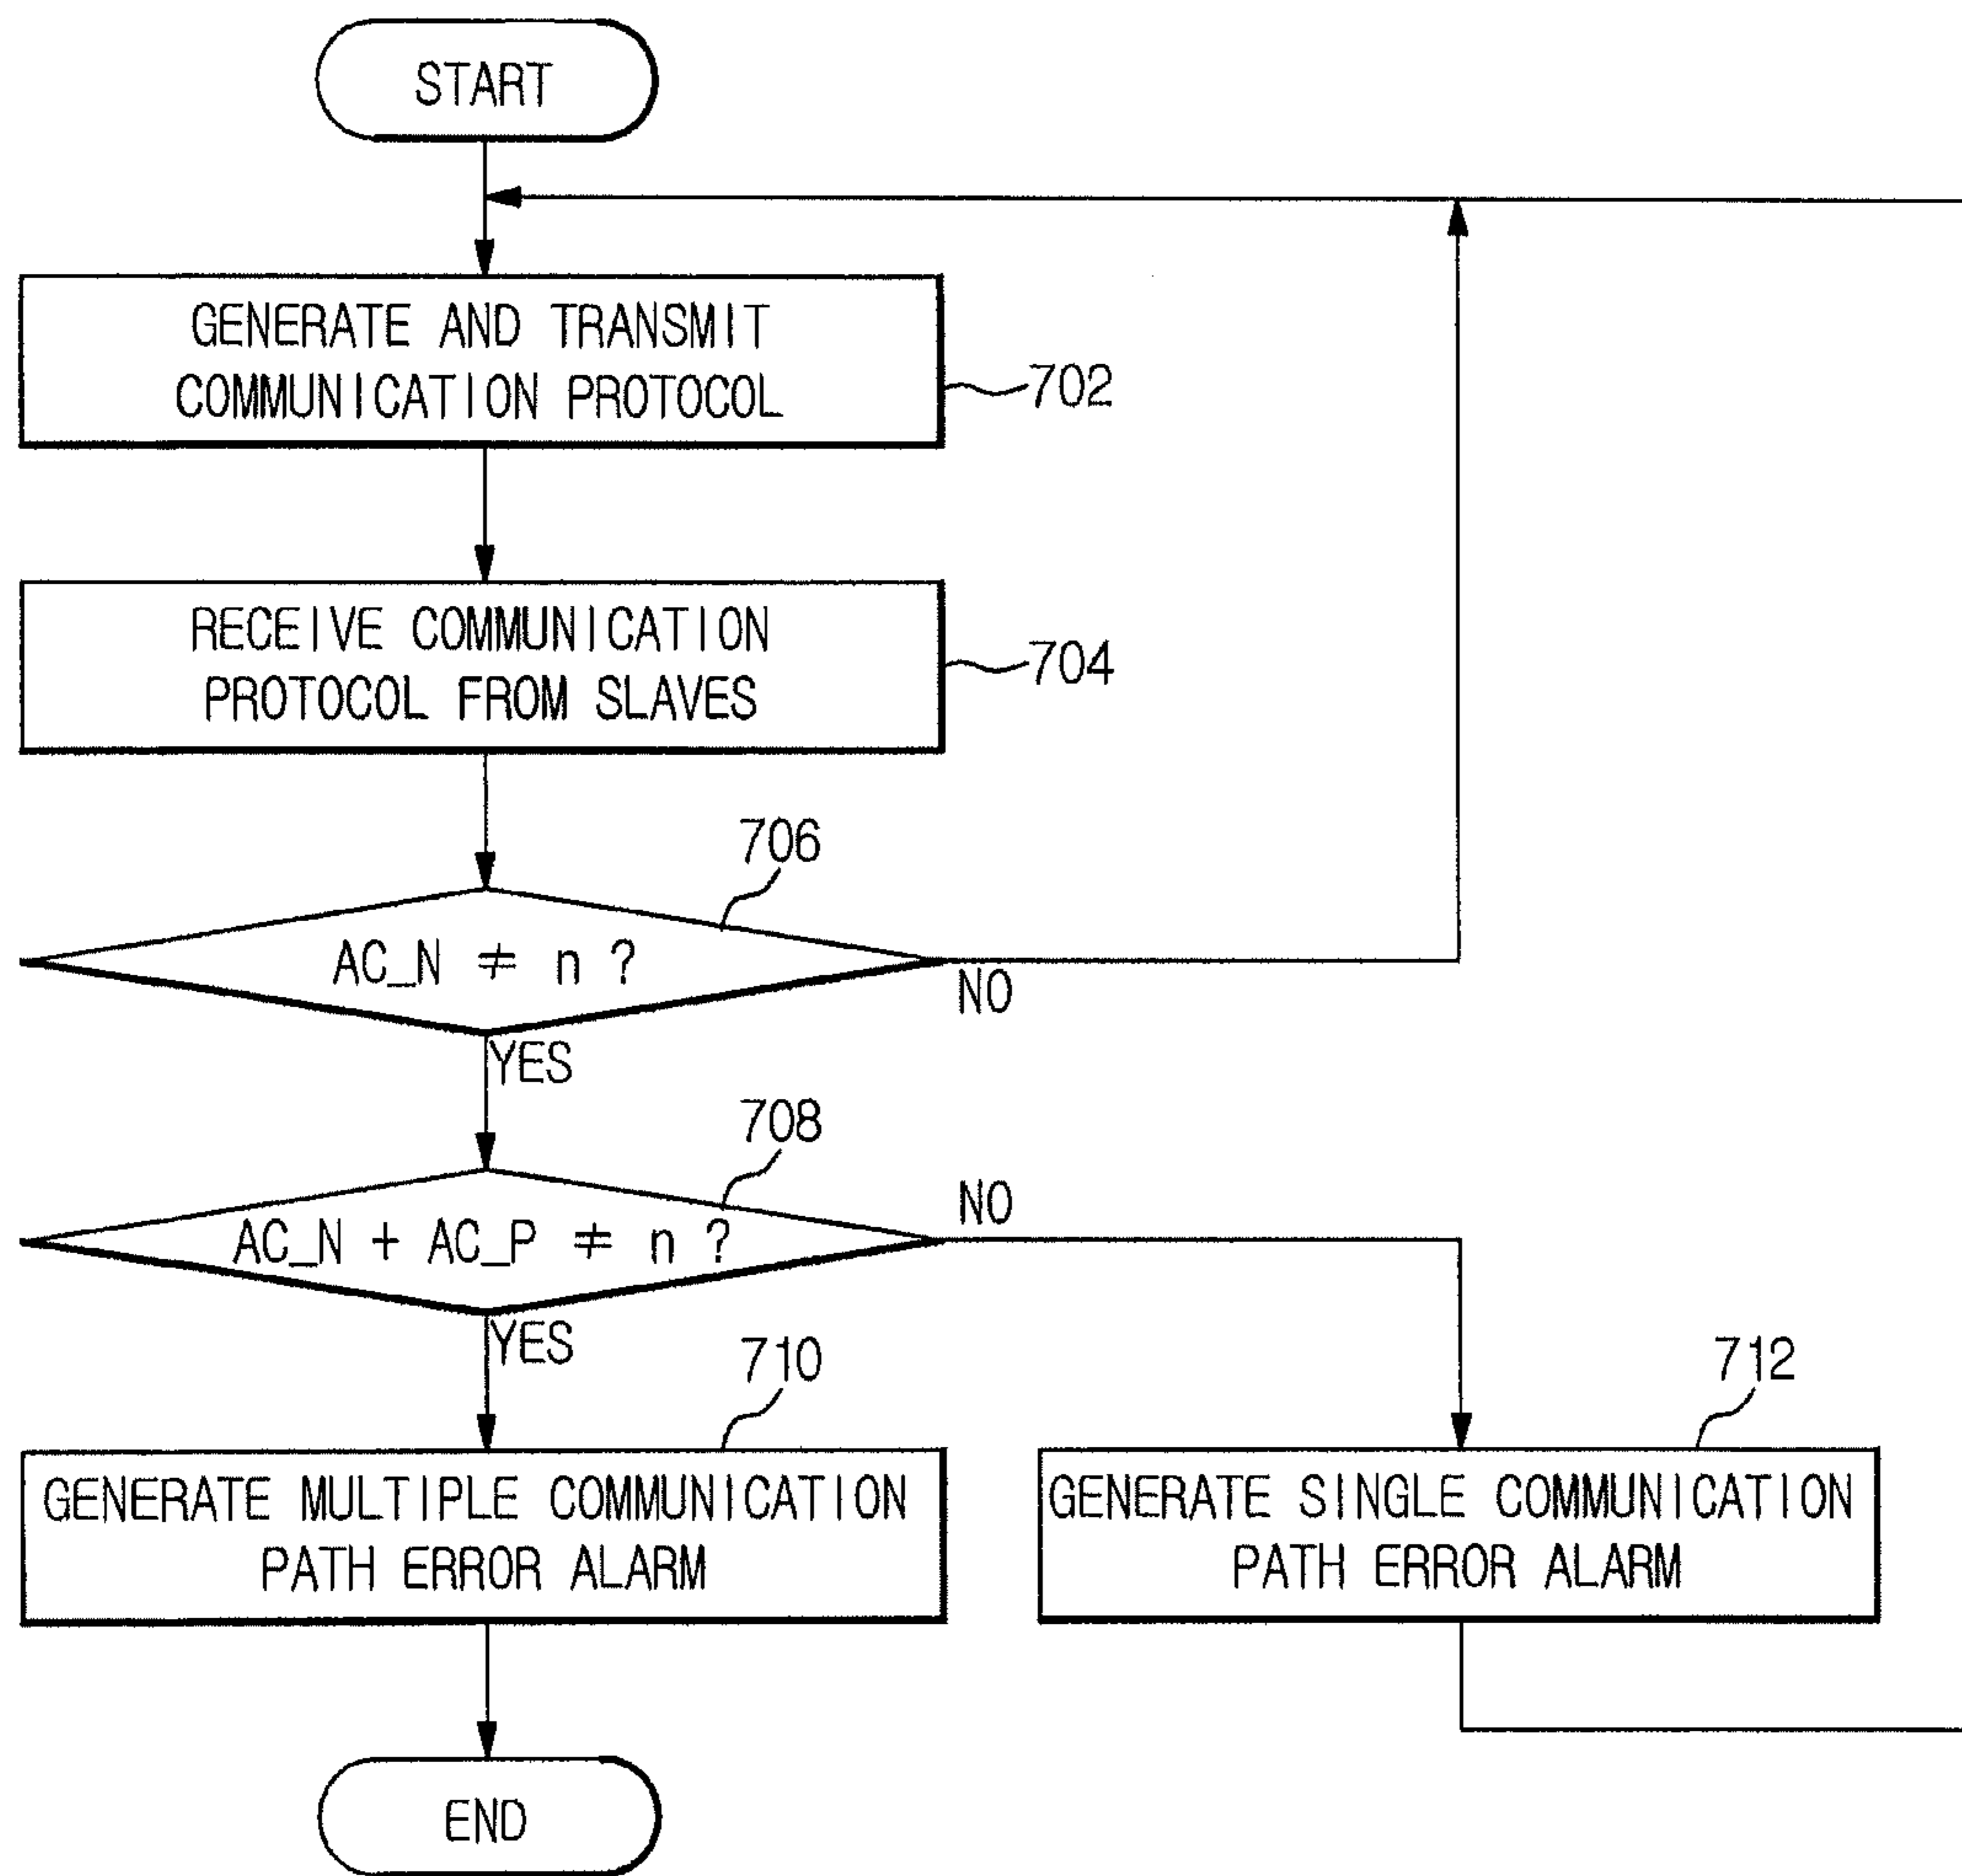 START
GENERATE AND TRANSMIT
COMMUNICATION PROTOCOL
702
RECEIVE COMMUNICATION
PROTOCOL FROM SLAVES
704
706
AC_N ≠ n ?
NO
YES
708
AC_N + AC_P ≠ n ?
NO
YES
710
712
GENERATE MULTIPLE COMMUNICATION
PATH ERROR ALARM
GENERATE SINGLE COMMUNICATION
PATH ERROR ALARM
END